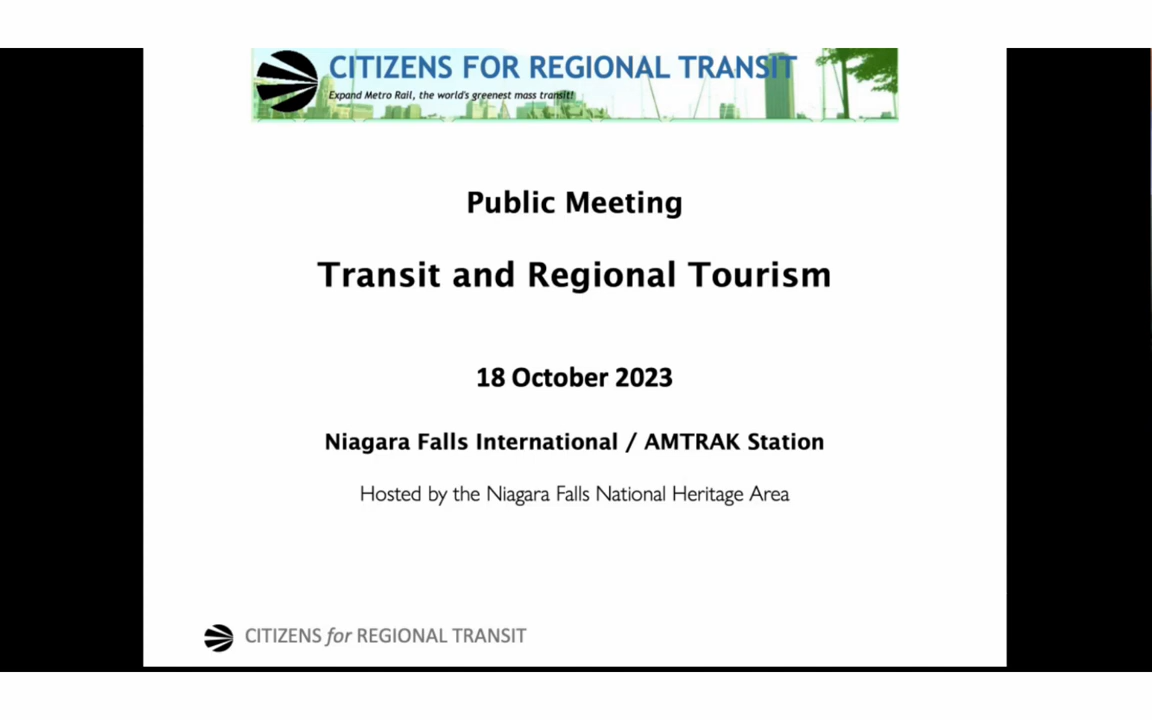 CITIZENS FOR REGIONAL TRANSIT
Expand Metro Rail, the world's greenest mass transit!
Public Meeting
Transit and Regional Tourism
18 October 2023
Niagara Falls International / AMTRAK Station
Hosted by the Niagara Falls National Heritage Area
CITIZENS for REGIONAL TRANSIT